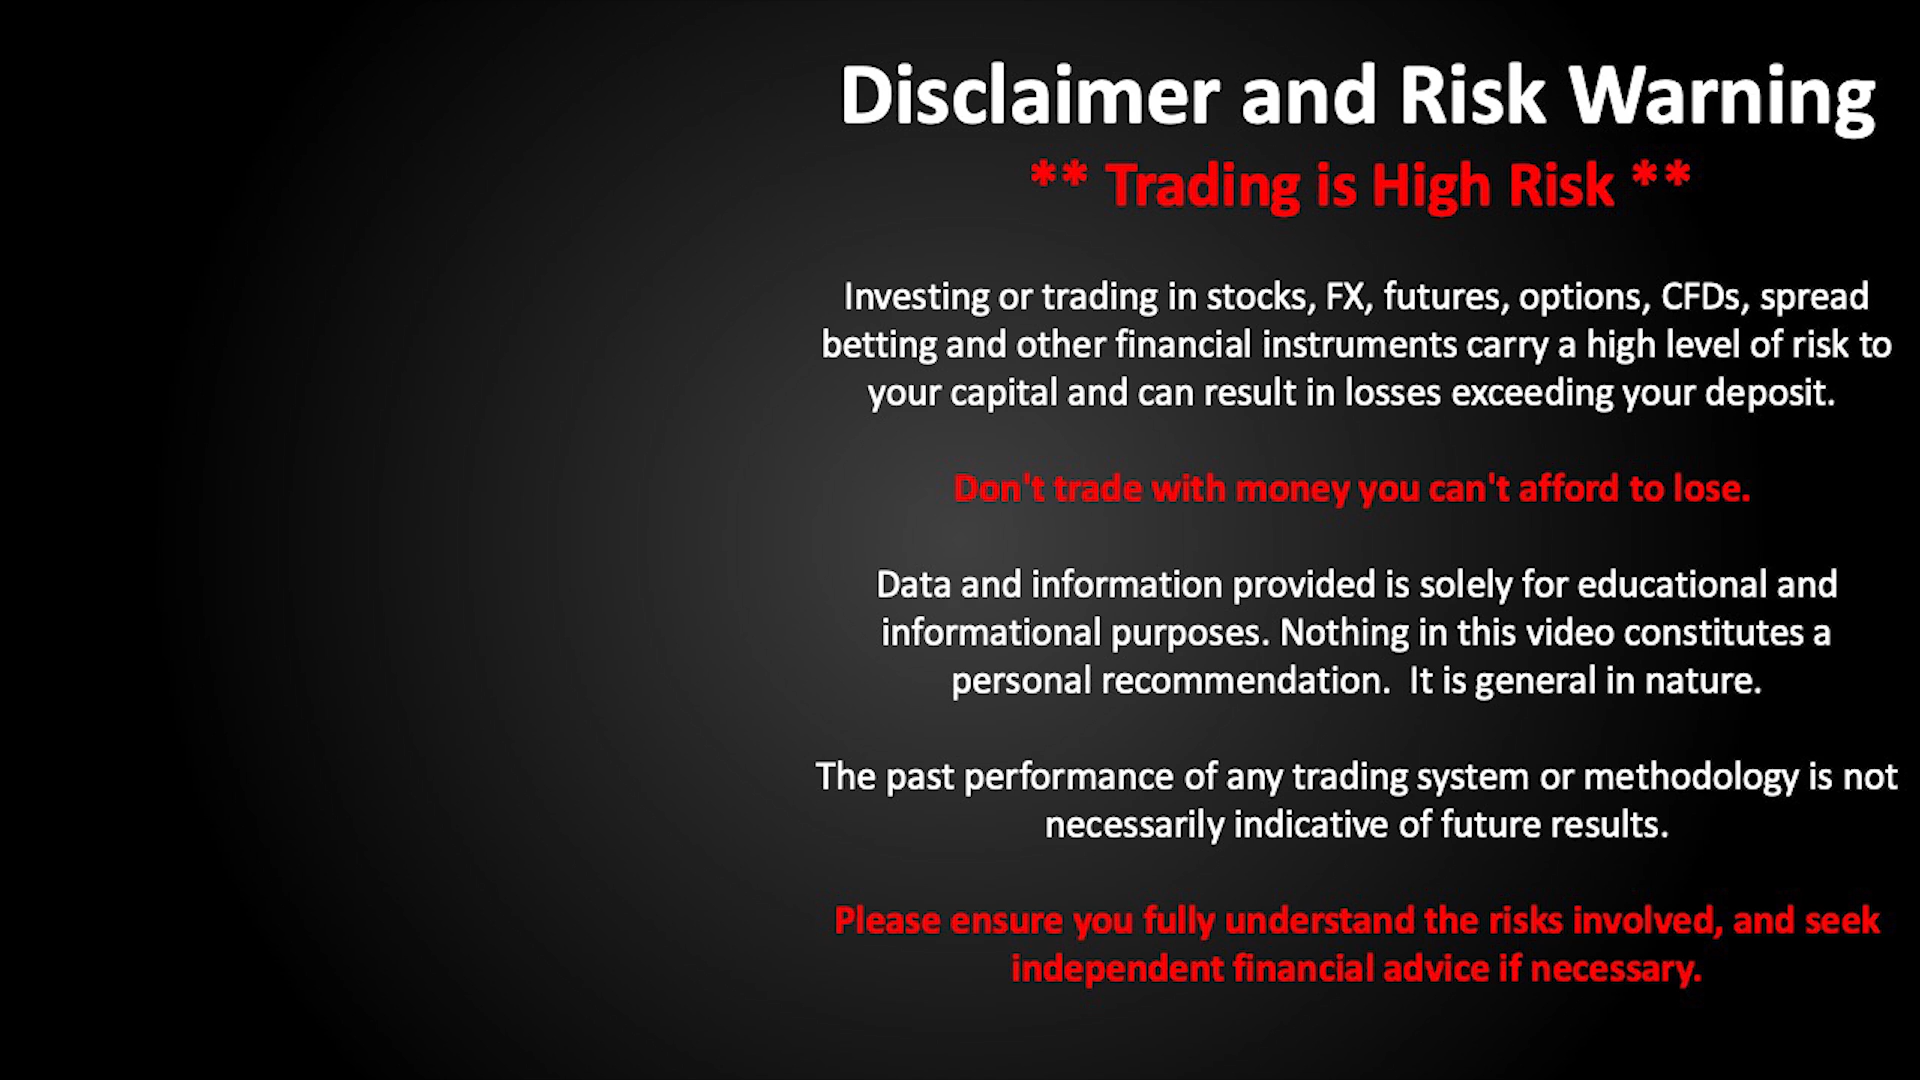 Disclaimer and Risk Warning
** Trading is High Risk **
Investing or trading in stocks, FX, futures, options, CFDs, spread
betting and other financial instruments carry a high level of risk to
your capital and can result in losses exceeding your deposit.
Don't trade with money you can't afford to lose.
Data and information provided is solely for educational and
informational purposes. Nothing in this video constitutes a
personal recommendation.  It is general in nature.
The past performance of any trading system or methodology is not
necessarily indicative of future results.
Please ensure you fully understand the risks involved, and seek
independent financial advice if necessary.